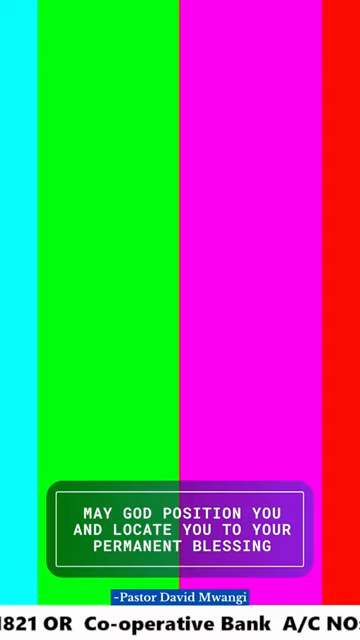 MAY GOD POSITION YOU
AND LOCATE YOU TO YOUR
PERMANENT BLESSING
~Pastor David Mwangi
1821 OR Co-operative Bank A/C NO: